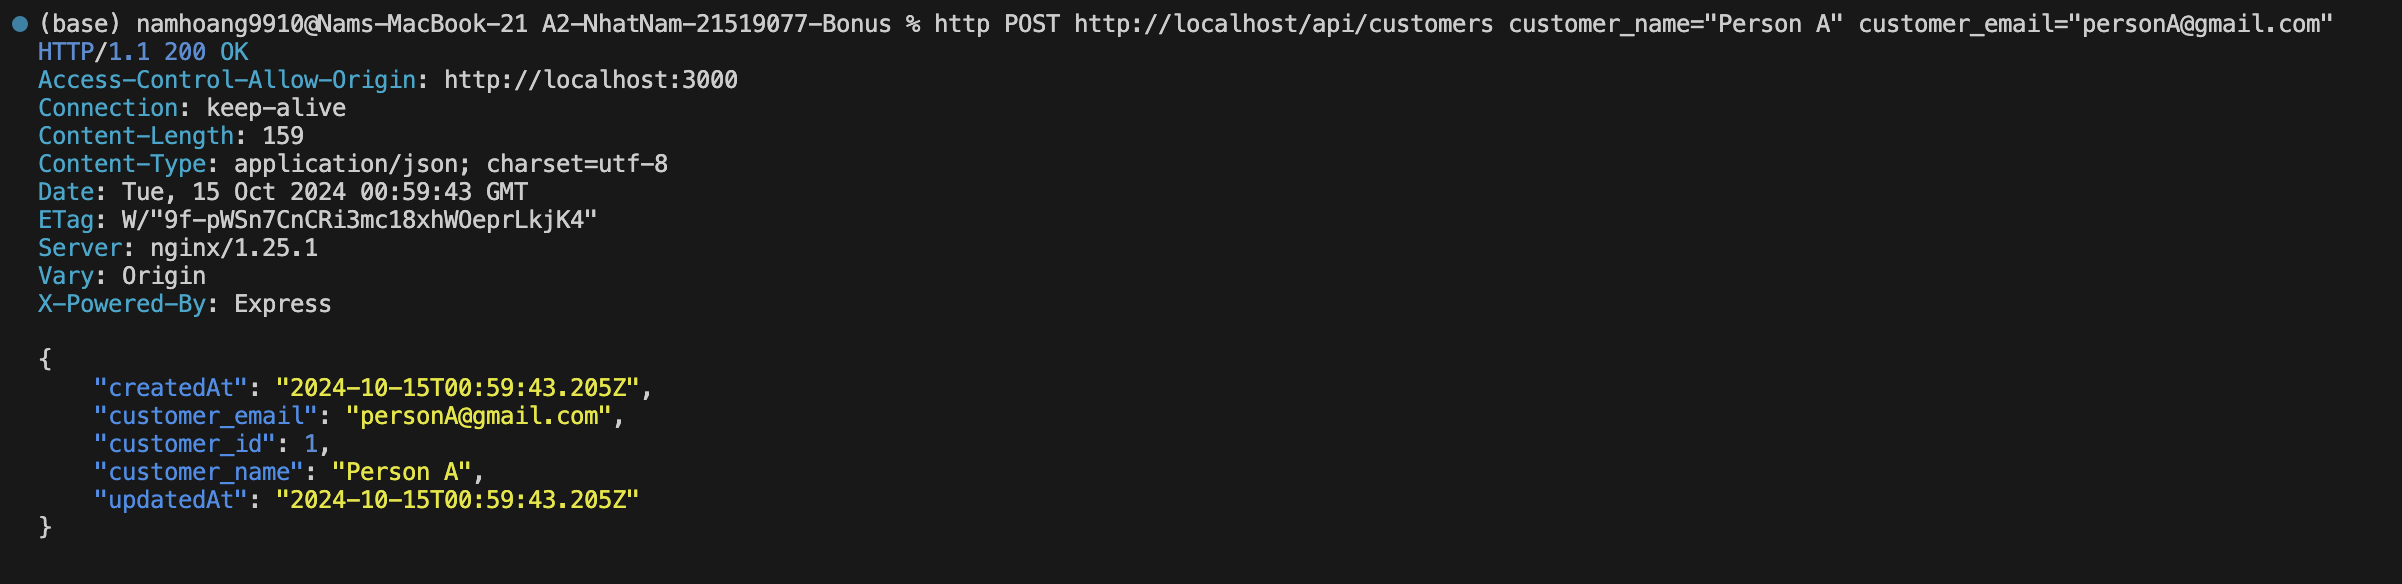 (base) namhoang9910@Nams-MacBook-21 A2-NhatNam-21519077-Bonus % http POST http://localhost/api/customers customer_name="Person A" customer_email="personA@gmail.com"
HTTP/1.1 200 OK
Access-Control-Allow-Origin: http://localhost:3000
Connection: keep-alive
Content-Length: 159
Content-Type: application/json; charset=utf-8
Date: Tue, 15 Oct 2024 00:59:43 GMT
ETag: W/"9f-pWSn7CnCRi3mc18xhWOeprLkjK4"
Server: nginx/1.25.1
Vary: Origin
X-Powered-By: Express

{
    "createdAt": "2024-10-15T00:59:43.205Z",
    "customer_email": "personA@gmail.com",
    "customer_id": 1,
    "customer_name": "Person A",
    "updatedAt": "2024-10-15T00:59:43.205Z"
}